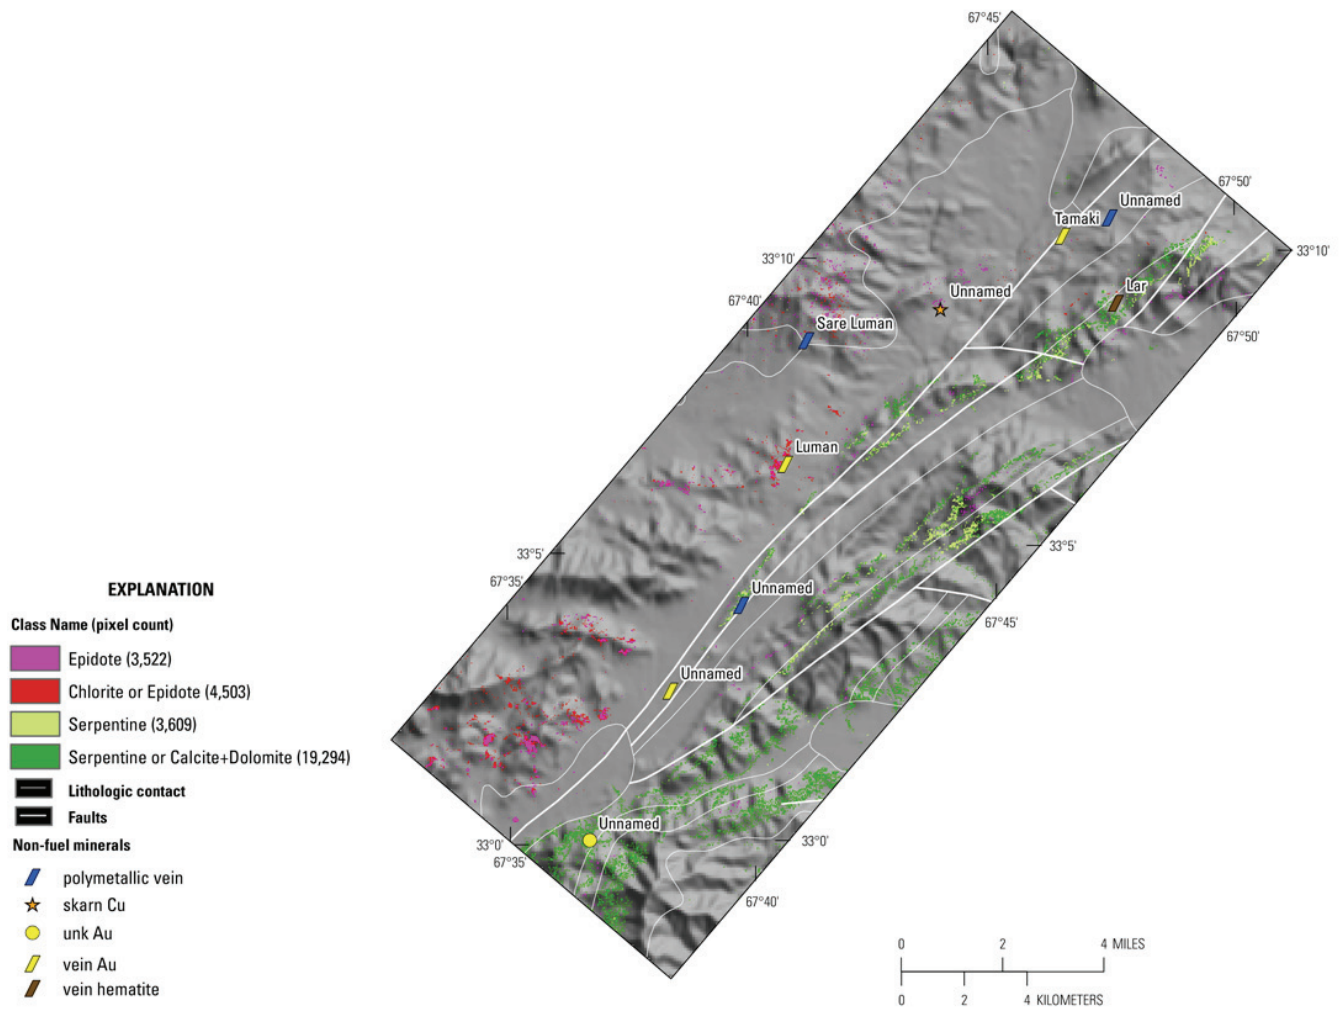 67°45'
67°50'
Unnamed
Tamaki
33°10'
33°10'
Lar
Unnamed
67°40'
Sare Luman
67°50'
Luman
33°5'
33°5'
67°35'
Unnamed
67°45'
Unnamed
Unnamed
33°0'
33°0'
67°35'
67°40'
EXPLANATION
Class Name (pixel count)
Epidote (3,522)
Chlorite or Epidote (4,503)
Serpentine (3,609)
Serpentine or Calcite+Dolomite (19,294)
Lithologic contact
Faults
Non-fuel minerals
polymetallic vein
skarn Cu
unk Au
vein Au
vein hematite
0 2 4 MILES
0 2 4 KILOMETERS